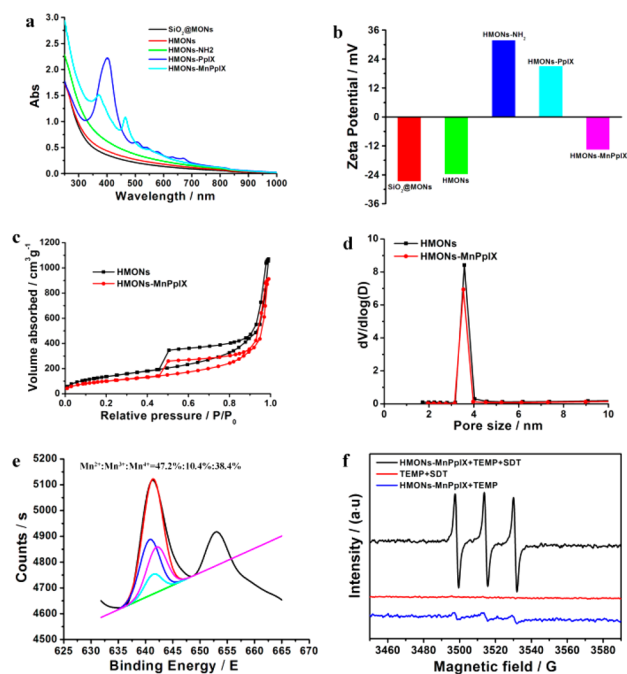 a
Abs
3.0
2.5
2.0
1.5
1.0
0.5
0.0
SiO2@MONs
HMONs
HMONs-NH2
HMONs-PpIX
HMONs-MnPpIX
300 400 500 600 700 800 900 1000
Wavelength / nm
b
Zeta Potential / mV
36
24
12
0
-12
-24
-36
SiO2@MONs
HMONs
HMONs-NH2
HMONs-PpIX
HMONs-MnPpIX
c
Volume absorbed / cm3g-1
1200
1000
800
600
400
200
0
HMONs
HMONs-MnPpIX
0.0 0.2 0.4 0.6 0.8 1.0
Relative pressure / P/P0
d
dV/dlog(D)
10
8
6
4
2
0
HMONs
HMONs-MnPpIX
0 2 4 6 8 10
Pore size / nm
e
Counts / s
5200
5100
5000
4900
4800
4700
4600
4500
Mn2+:Mn3+:Mn4+=47.2%:10.4%:38.4%
625 630 635 640 645 650 655 660 665 670
Binding Energy / E
f
Intensity / (a·u)
HMONs-MnPpIX+TEMP+SDT
TEMP+SDT
HMONs-MnPpIX+TEMP
3460 3480 3500 3520 3540 3560 3580
Magnetic field / G